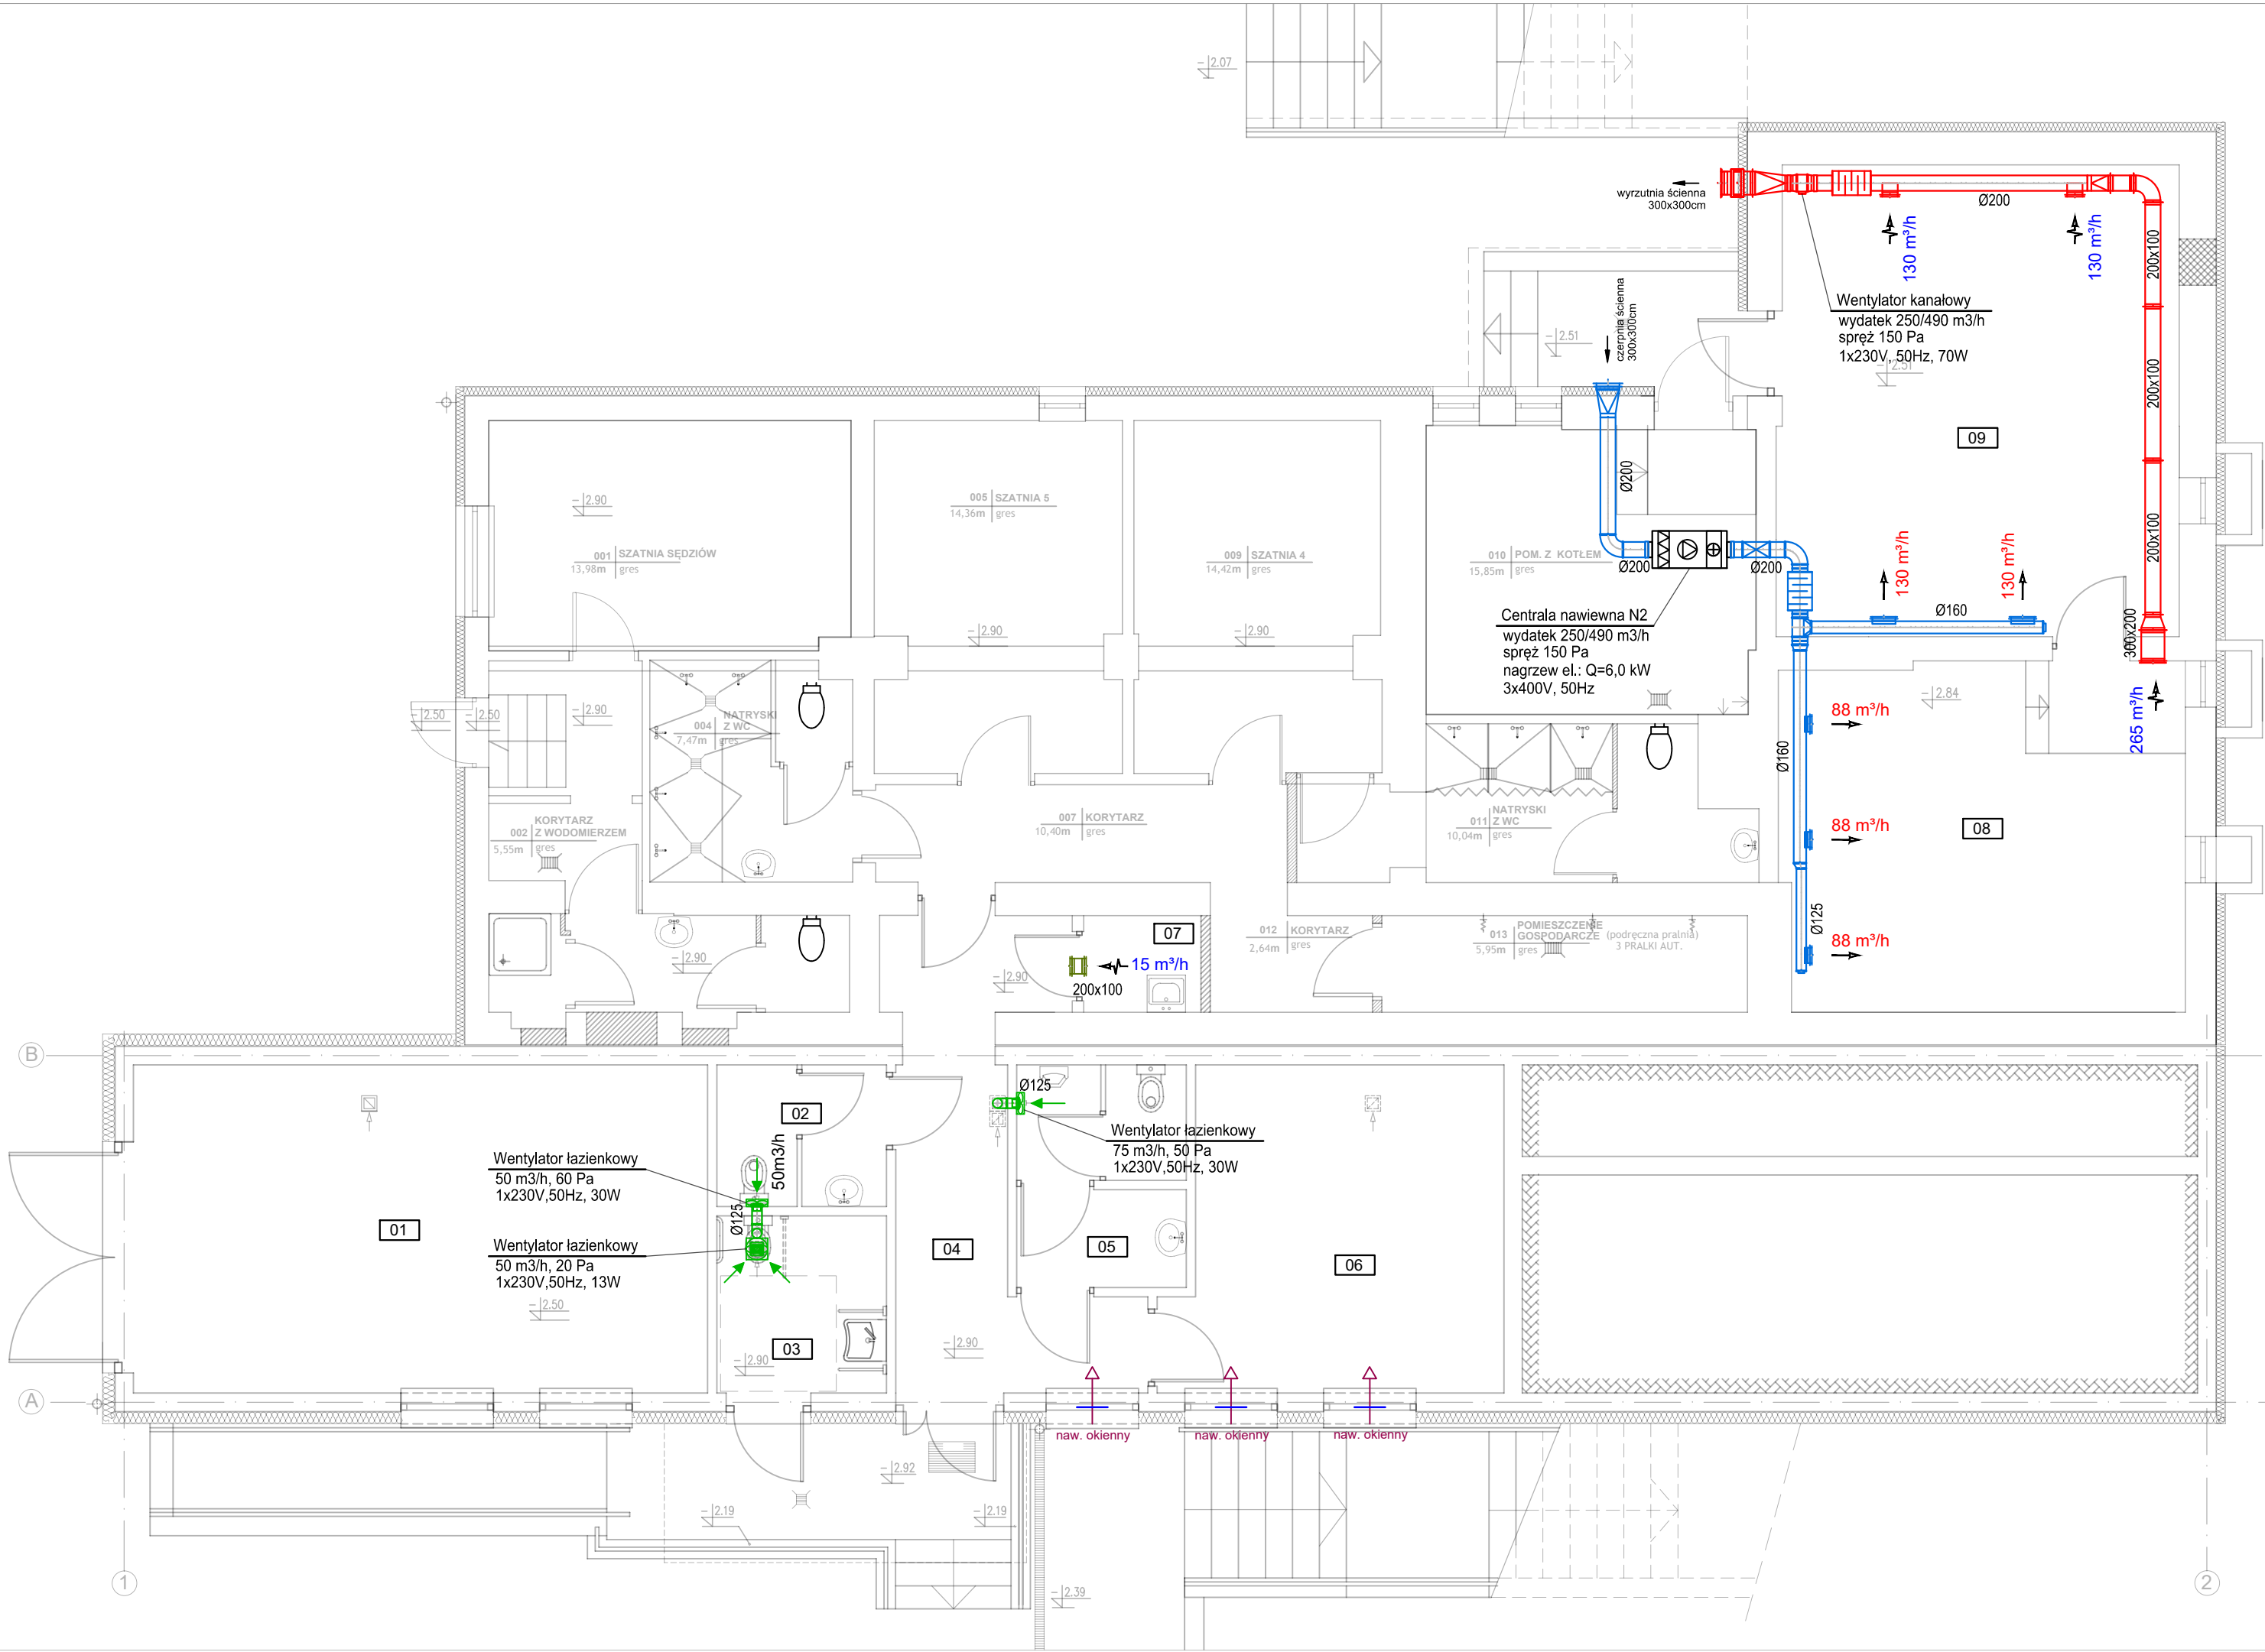 - 2.07
wyrzutnia ścienna
300x300cm
Ø200
130 m³/h
130 m³/h
200x100
czerpnia ścienna
300x300cm
Wentylator kanałowy
wydatek 250/490 m3/h
spręż 150 Pa
1x230V, 50Hz, 70W
- 2.51
- 2.51
200x100
09
- 2.90
005 SZATNIA 5
14,36m gres
Ø200
200x100
001 SZATNIA SĘDZIÓW
13,98m gres
009 SZATNIA 4
14,42m gres
010 POM. Z KOTŁEM
15,85m gres
Ø200
Ø200
130 m³/h
130 m³/h
Centrala nawiewna N2
wydatek 250/490 m3/h
spręż 150 Pa
nagrzew el.: Q=6,0 kW
3x400V, 50Hz
Ø160
300x200
- 2.90
- 2.90
- 2.50
- 2.50
- 2.90
NATRYSKI
004 Z WC
7,47m gres
88 m³/h
- 2.84
265 m³/h
Ø160
KORYTARZ
002 Z WODOMIERZEM
5,55m gres
007 KORYTARZ
10,40m gres
NATRYSKI
011 Z WC
10,04m gres
88 m³/h
08
- 2.90
- 2.90
07
15 m³/h
200x100
012 KORYTARZ
2,64m gres
POMIESZCZENIE
013 GOSPODARCZE (podręczna pralnia)
5,95m gres 3 PRALKI AUT.
Ø125
88 m³/h
B
02
Ø125
Wentylator łazienkowy
75 m3/h, 50 Pa
1x230V,50Hz, 30W
50m3/h
Wentylator łazienkowy
50 m3/h, 60 Pa
1x230V,50Hz, 30W
Ø125
01
04
05
06
Wentylator łazienkowy
50 m3/h, 20 Pa
1x230V,50Hz, 13W
- 2.50
03
- 2.90
- 2.90
A
naw. okienny
naw. okienny
naw. okienny
- 2.92
- 2.19
- 2.19
1
- 2.39
2